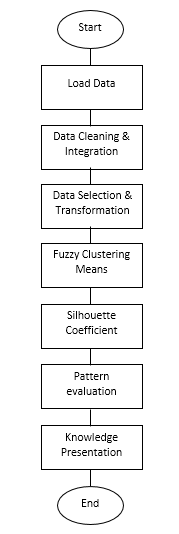 Start
Load Data
Data Cleaning &
Integration
Data Selection &
Transformation
Fuzzy Clustering
Means
Silhouette
Coefficient
Pattern
evaluation
Knowledge
Presentation
End